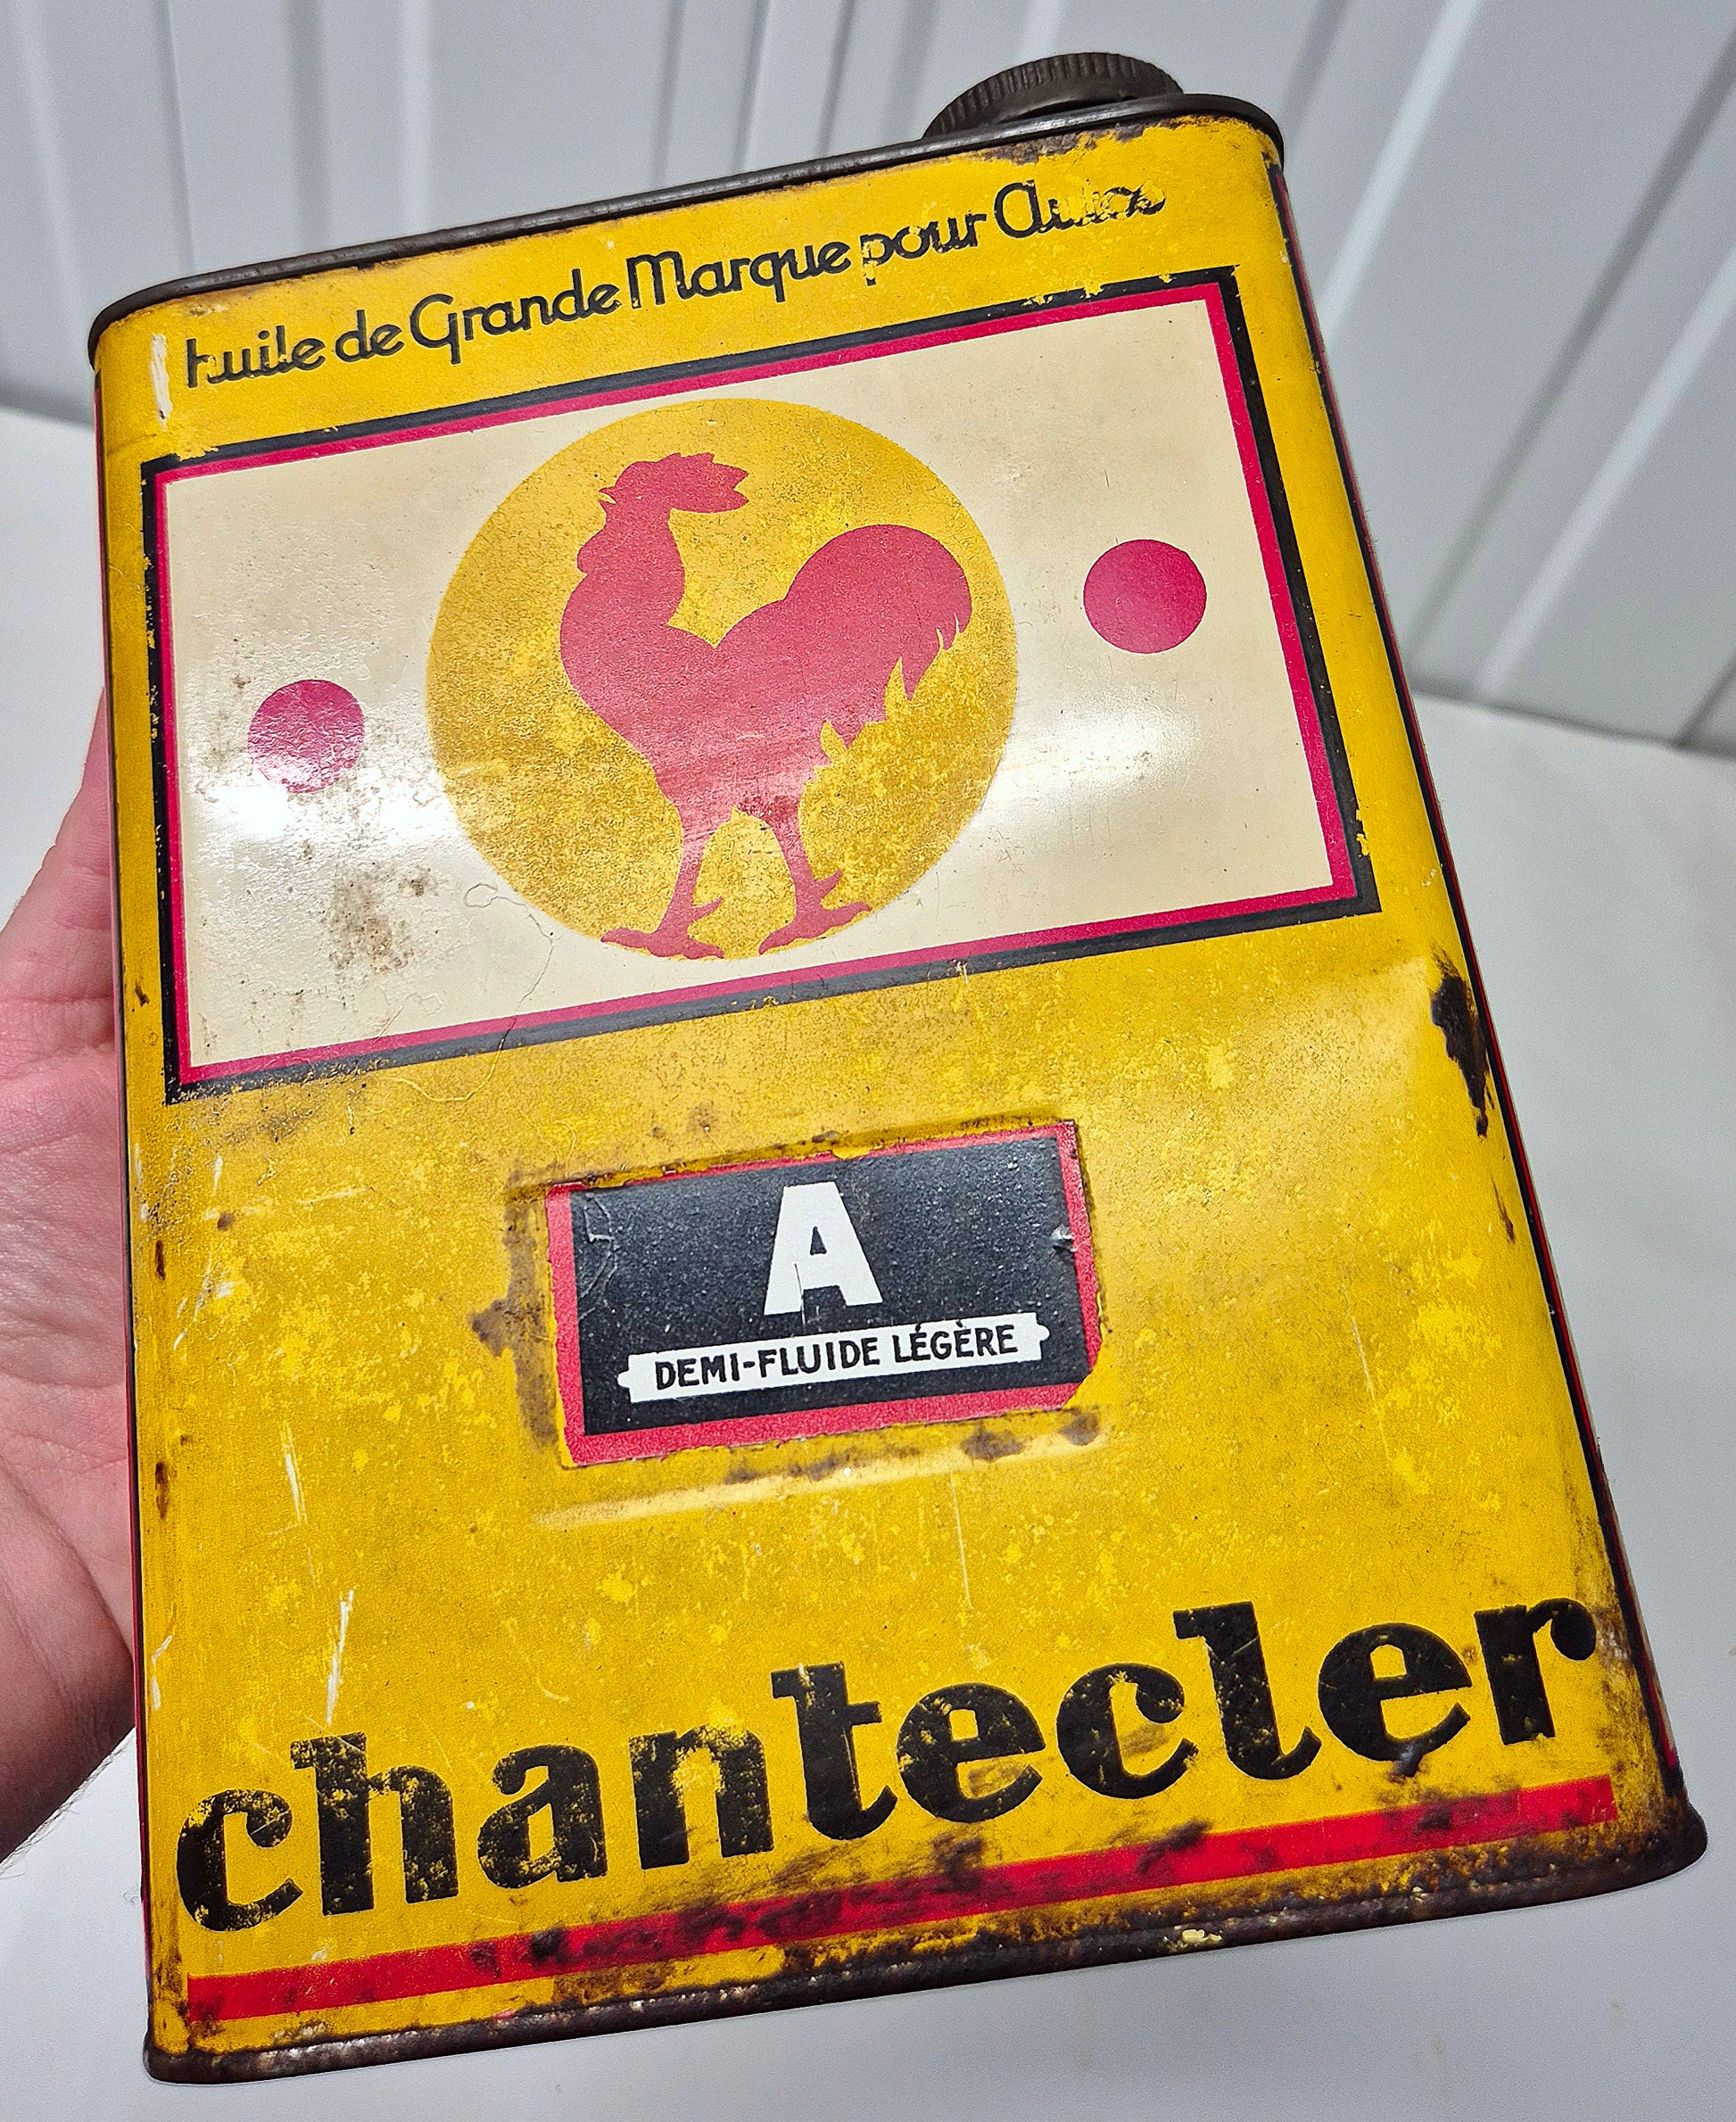 huile de Grande Marque pour Autos
A
DEMI-FLUIDE LÉGÈRE
chantecler